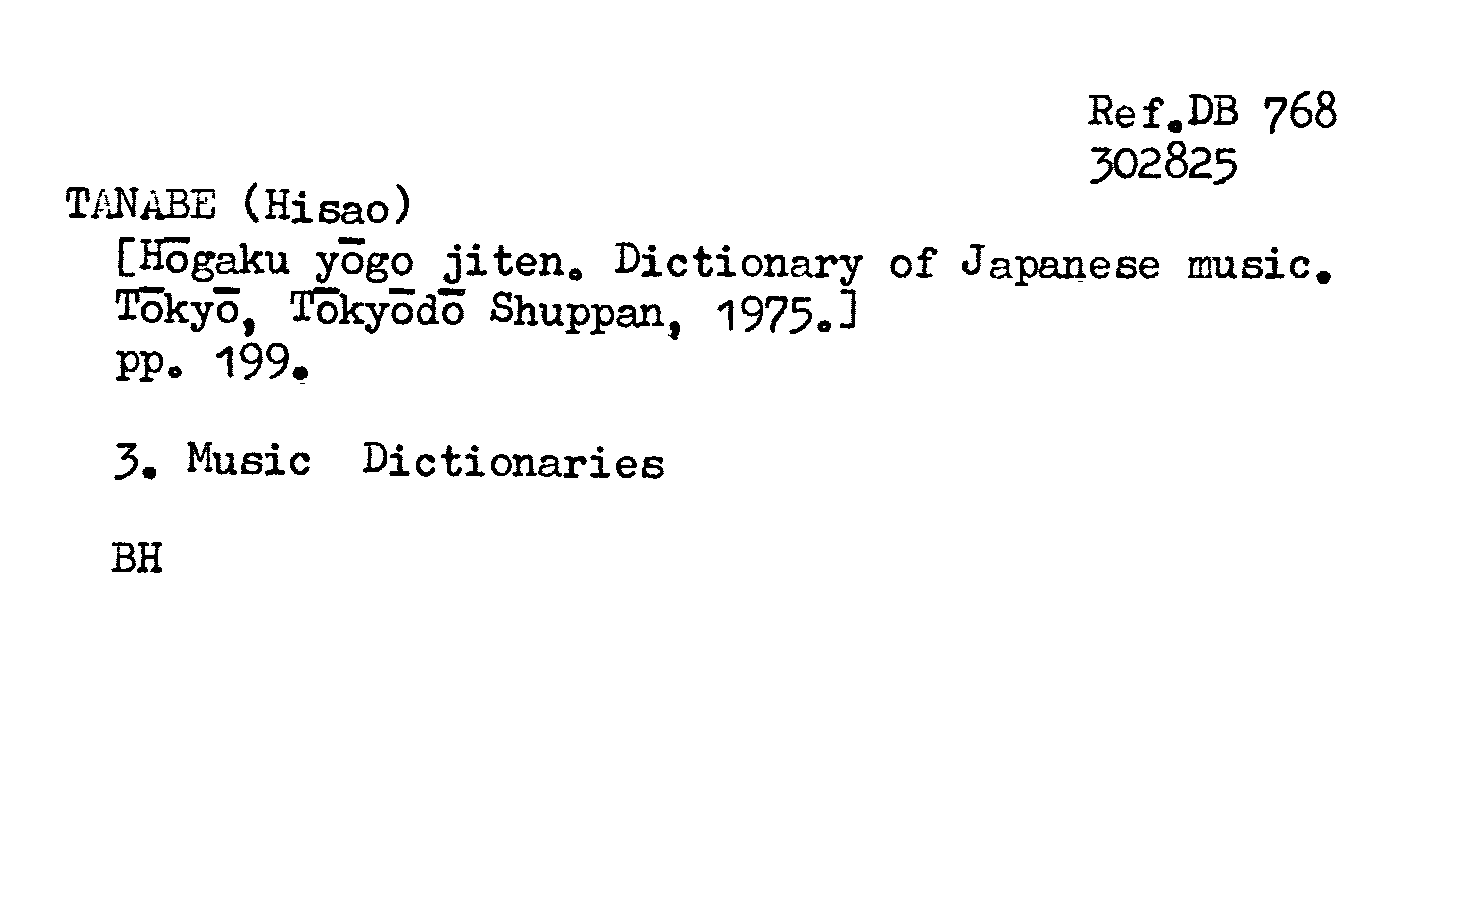 Ref.DB 768
302825
TANABE (Hisao)
[Hōgaku yōgo jiten. Dictionary of Japanese music.
Tōkyō, Tōkyōdō Shuppan, 1975.]
pp. 199.
3. Music Dictionaries
BH